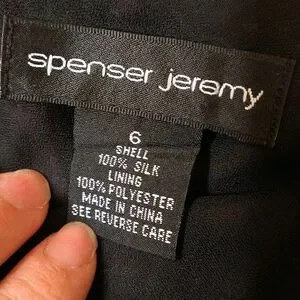 spenser jeremy
6
SHELL
100% SILK
LINING
100% POLYESTER
MADE IN CHINA
SEE REVERSE CARE